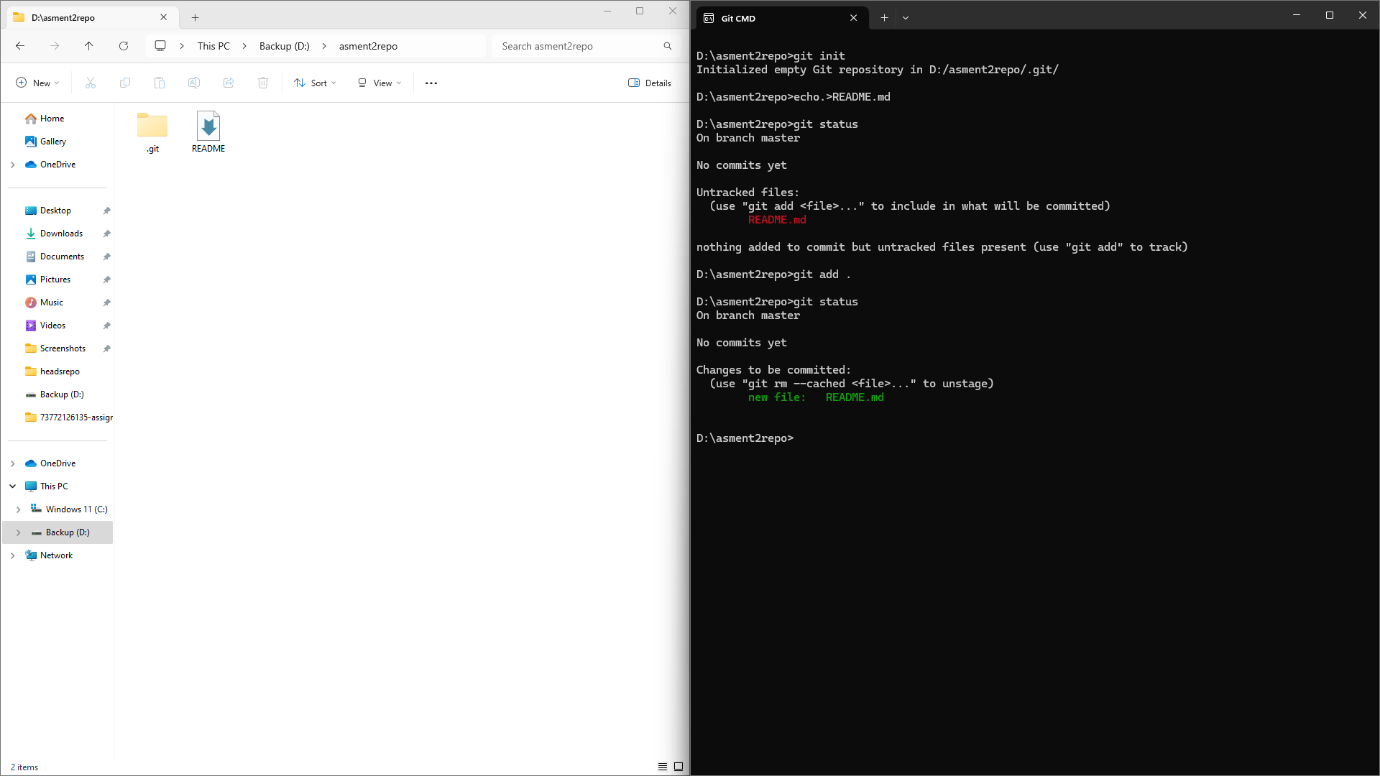 D:\asment2repo
This PC
Backup (D:)
asment2repo
Search asment2repo
New
Sort
View
Details
Home
Gallery
OneDrive
Desktop
Downloads
Documents
Pictures
Music
Videos
Screenshots
headsrepo
Backup (D:)
73772126135-assigr
OneDrive
This PC
Windows 11 (C:)
Backup (D:)
Network
.git
README
2 items
Git CMD
D:\asment2repo>git init
Initialized empty Git repository in D:/asment2repo/.git/
D:\asment2repo>echo.>README.md
D:\asment2repo>git status
On branch master
No commits yet
Untracked files:
(use "git add <file>..." to include in what will be committed)
README.md
nothing added to commit but untracked files present (use "git add" to track)
D:\asment2repo>git add .
D:\asment2repo>git status
On branch master
No commits yet
Changes to be committed:
(use "git rm --cached <file>..." to unstage)
new file:   README.md
D:\asment2repo>